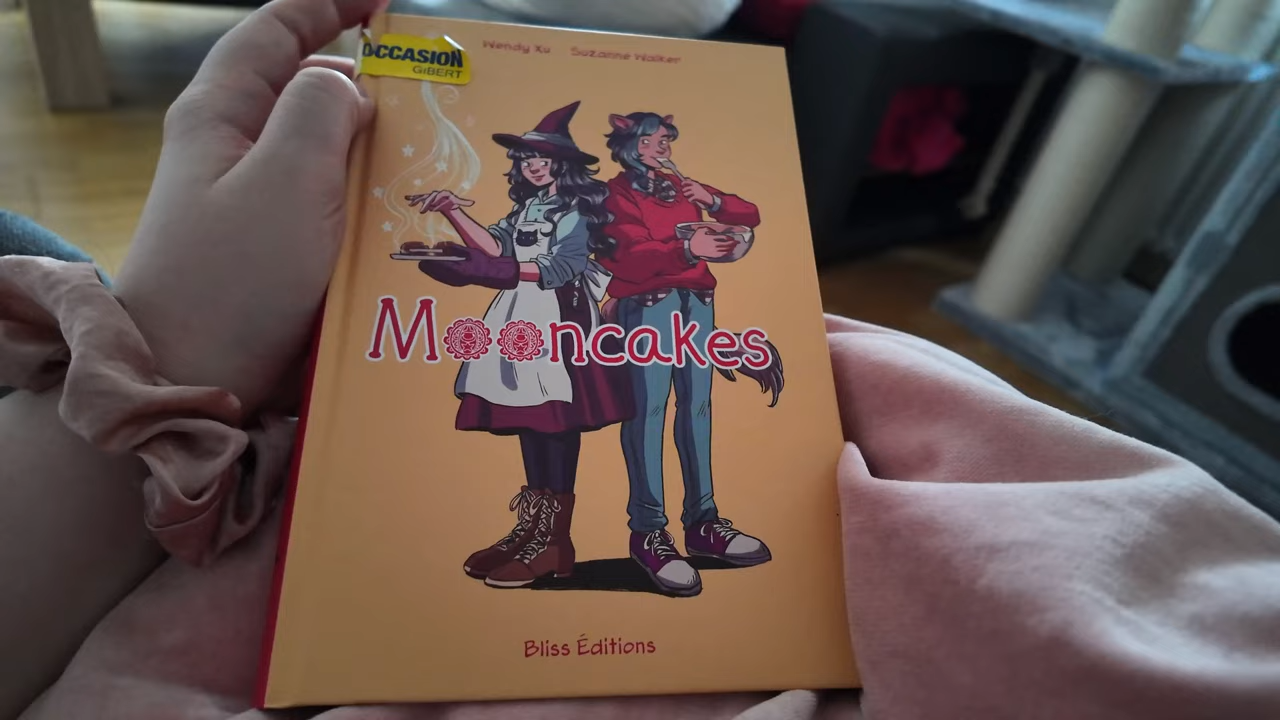 OCCASION
GIBERT
Wendy Xu Suzanne Walker
Mooncakes
Bliss Éditions